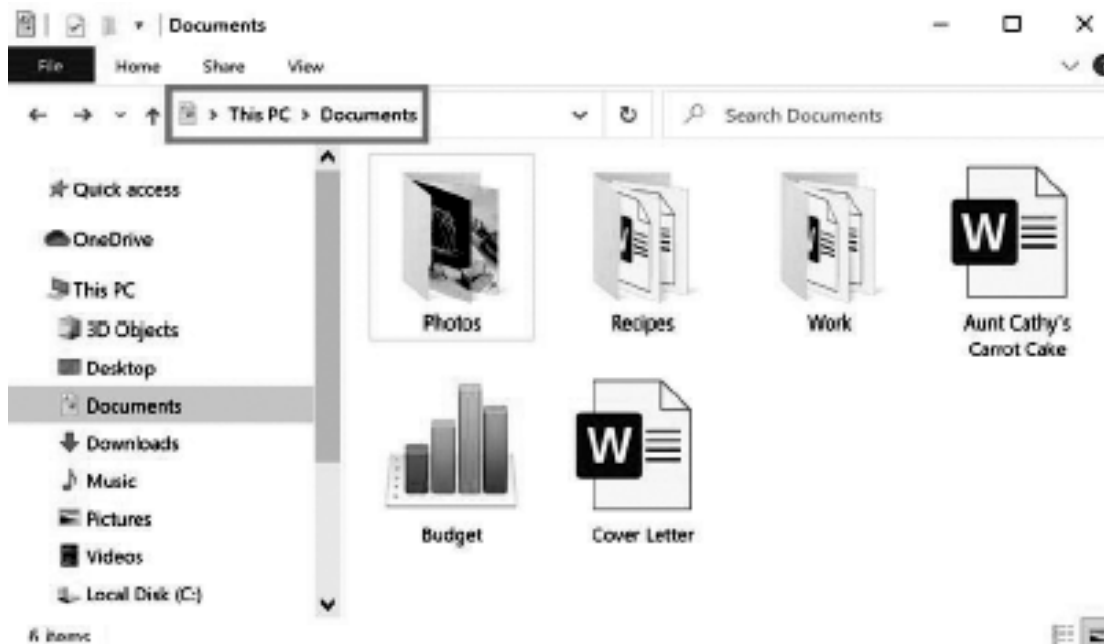 Documents
File Home Share View
This PC > Documents
Search Documents
Quick access
OneDrive
This PC
3D Objects
Desktop
Documents
Downloads
Music
Pictures
Videos
Local Disk (C:)
Photos
Recipes
Work
W
Aunt Cathy's
Carrot Cake
Budget
W
Cover Letter
6 items